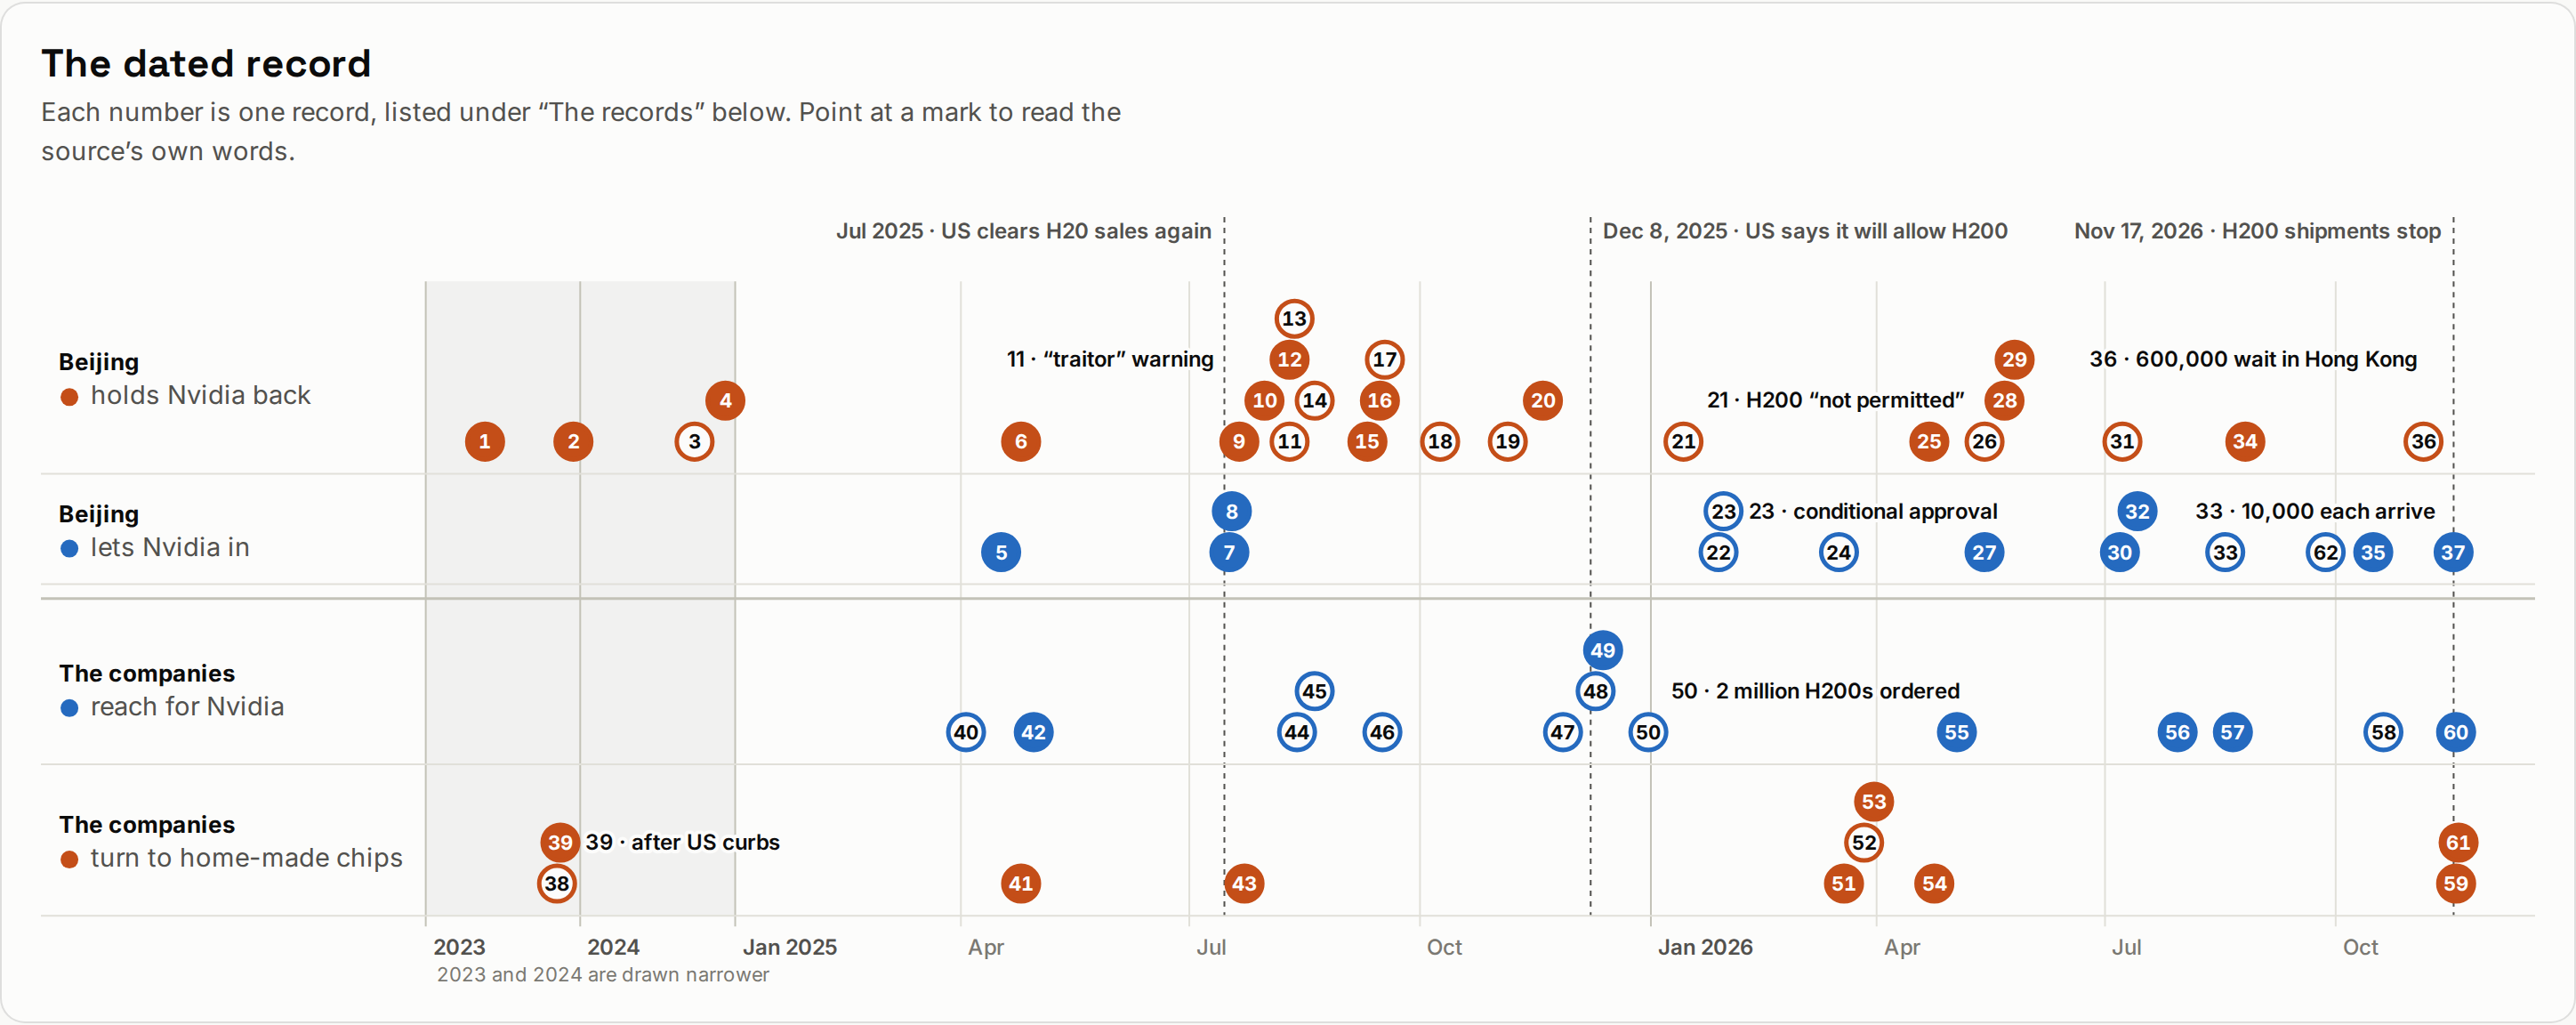 The dated record
Each number is one record, listed under “The records” below. Point at a mark to read the
source’s own words.
Jul 2025 · US clears H20 sales again
Dec 8, 2025 · US says it will allow H200
Nov 17, 2026 · H200 shipments stop
13
11 · “traitor” warning
12
17
29
36 · 600,000 wait in Hong Kong
Beijing
holds Nvidia back
4
10
14
16
20
21 · H200 “not permitted”
28
1
2
3
6
9
11
15
18
19
21
25
26
31
34
36
Beijing
lets Nvidia in
8
23
23 · conditional approval
32
33 · 10,000 each arrive
5
7
22
24
27
30
33
62
35
37
49
The companies
reach for Nvidia
45
48
50 · 2 million H200s ordered
40
42
44
46
47
50
55
56
57
58
60
53
The companies
turn to home-made chips
39
39 · after US curbs
52
61
38
41
43
51
54
59
2023
2024
Jan 2025
Apr
Jul
Oct
Jan 2026
Apr
Jul
Oct
2023 and 2024 are drawn narrower